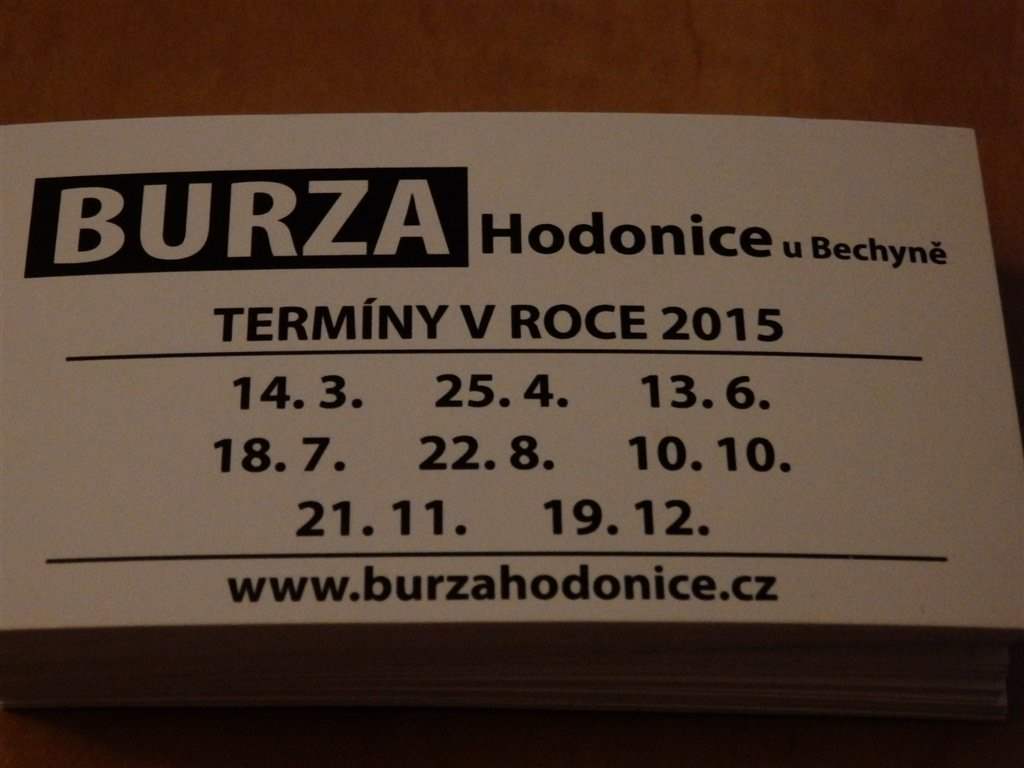 BURZA Hodonice u Bechyně
TERMÍNY V ROCE 2015
14. 3. 25. 4. 13. 6.
18. 7. 22. 8. 10. 10.
21. 11. 19. 12.
www.burzahodonice.cz